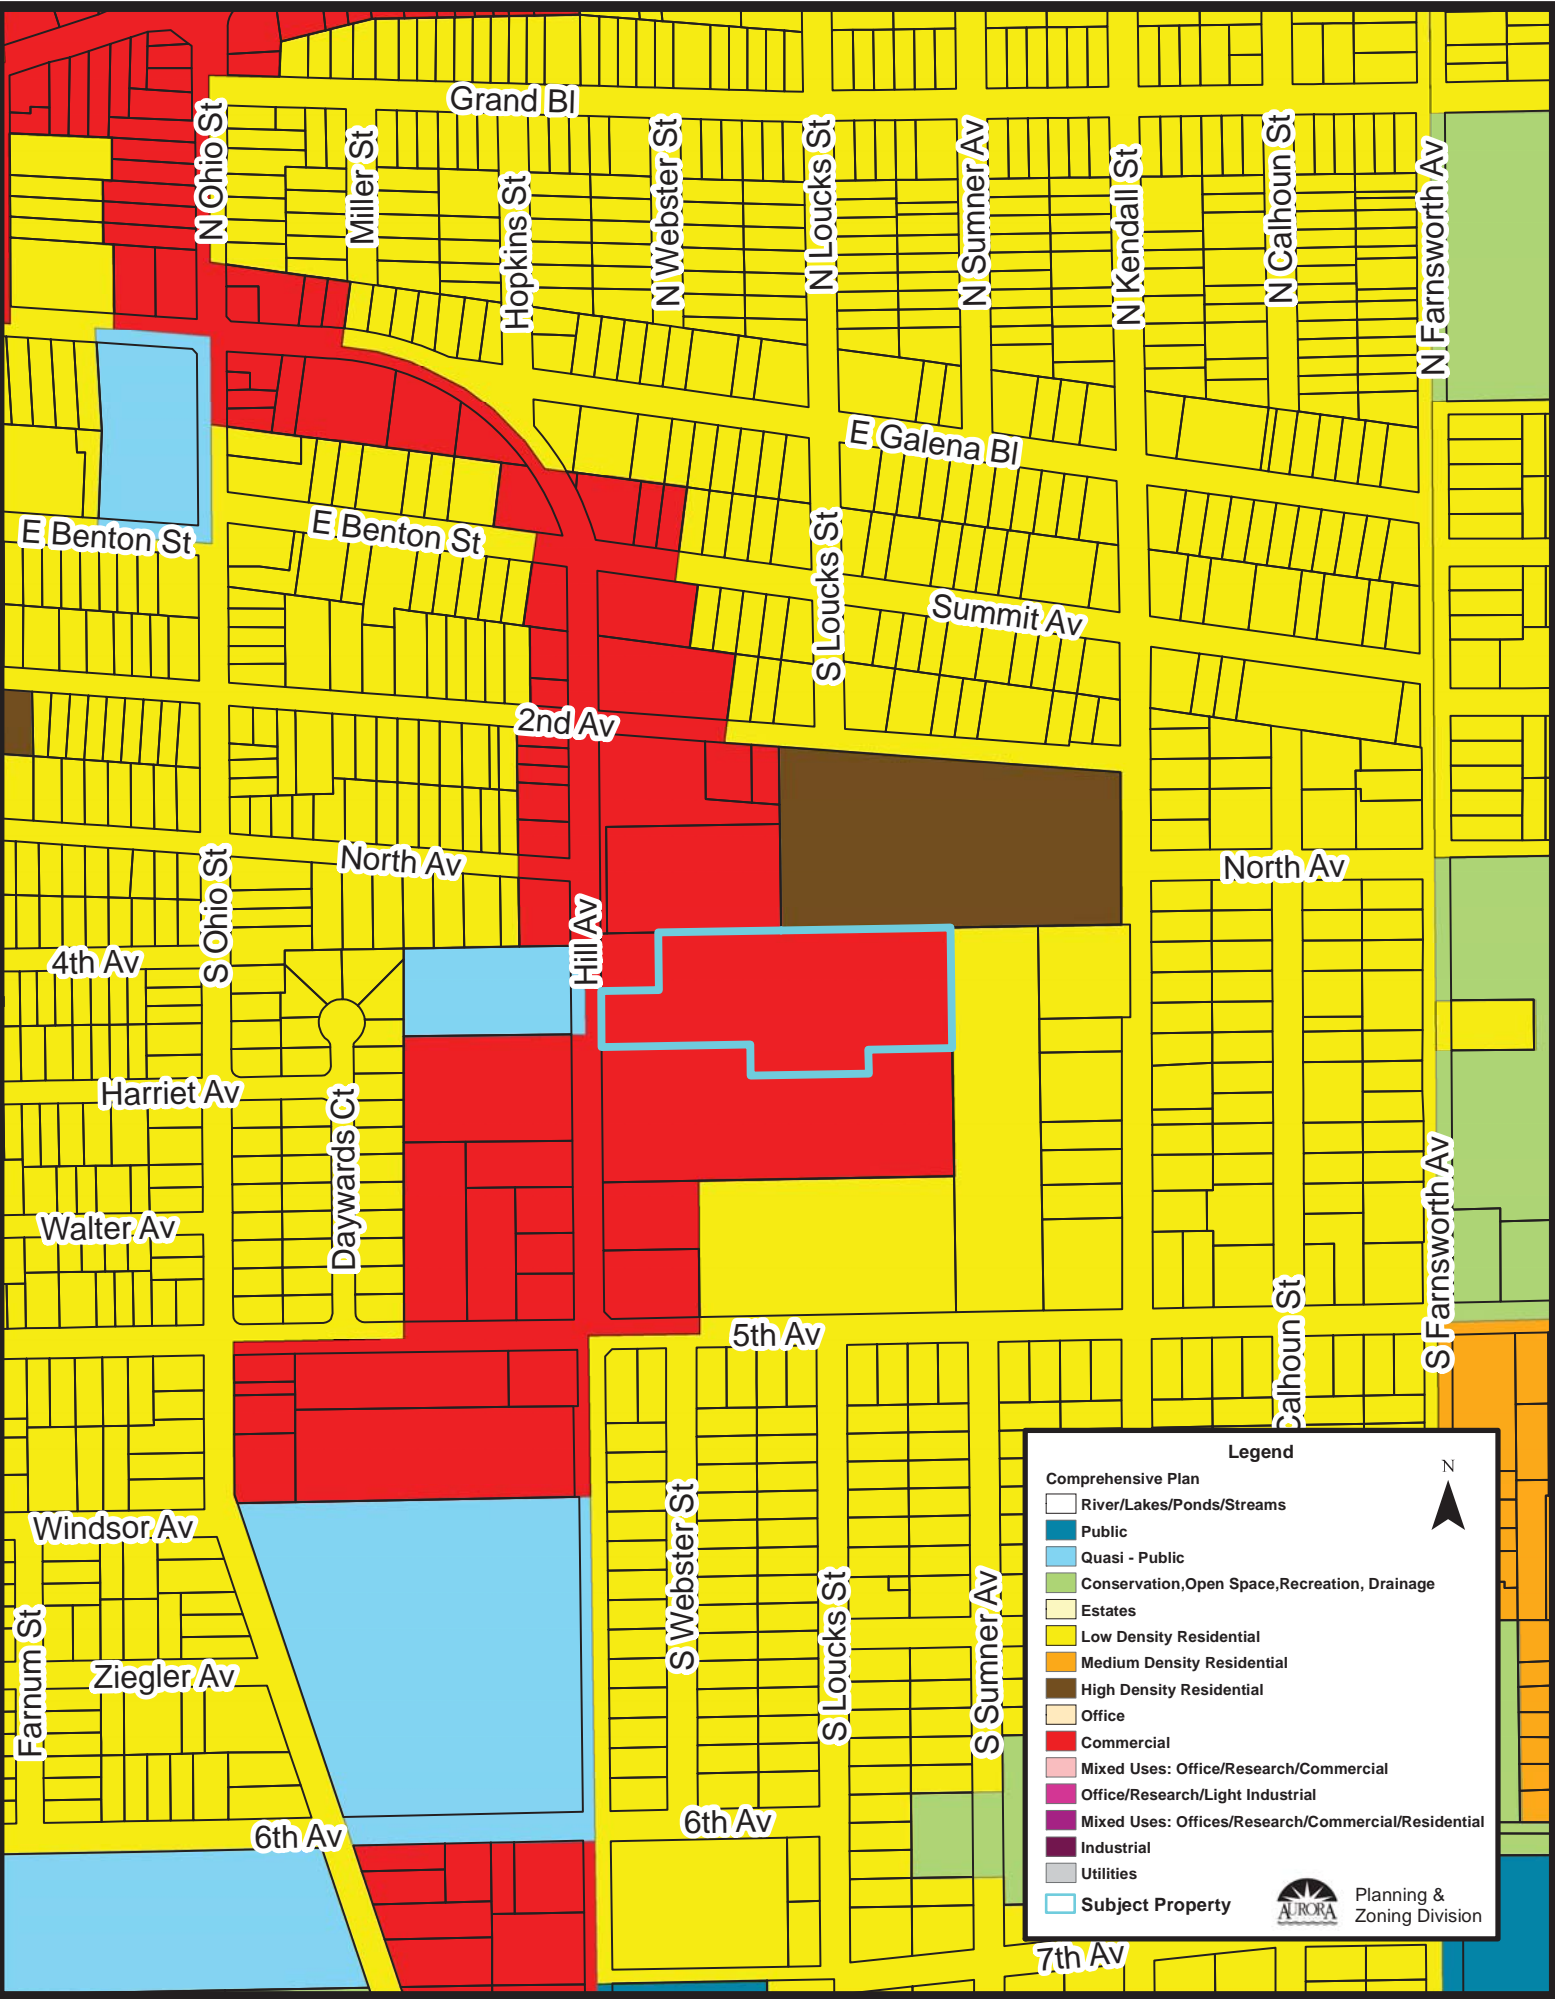 Grand Bl
N Ohio St
Miller St
Hopkins St
N Webster St
N Loucks St
N Sumner Av
N Kendall St
N Calhoun St
N Farnsworth Av
E Galena Bl
E Benton St
E Benton St
S Loucks St
Summit Av
2nd Av
North Av
North Av
S Ohio St
Hill Av
4th Av
Harriet Av
Daywards Ct
Walter Av
S Farnsworth Av
5th Av
Calhoun St
Windsor Av
S Webster St
S Loucks St
S Sumner Av
Farnum St
Ziegler Av
6th Av
6th Av
7th Av
Legend
N
Comprehensive Plan
River/Lakes/Ponds/Streams
Public
Quasi - Public
Conservation,Open Space,Recreation, Drainage
Estates
Low Density Residential
Medium Density Residential
High Density Residential
Office
Commercial
Mixed Uses: Office/Research/Commercial
Office/Research/Light Industrial
Mixed Uses: Offices/Research/Commercial/Residential
Industrial
Utilities
Subject Property
AURORA
Planning &
Zoning Division